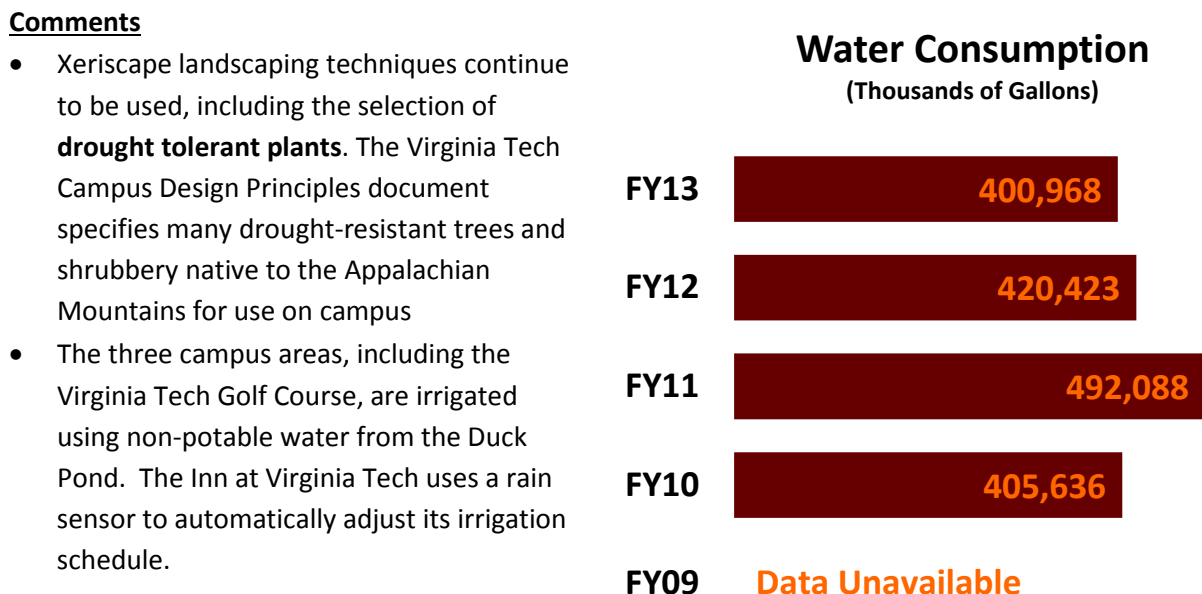 Comments
• Xeriscape landscaping techniques continue
to be used, including the selection of
drought tolerant plants. The Virginia Tech
Campus Design Principles document
specifies many drought-resistant trees and
shrubbery native to the Appalachian
Mountains for use on campus
• The three campus areas, including the
Virginia Tech Golf Course, are irrigated
using non-potable water from the Duck
Pond.  The Inn at Virginia Tech uses a rain
sensor to automatically adjust its irrigation
schedule.
Water Consumption
(Thousands of Gallons)
FY13 400,968
FY12 420,423
FY11 492,088
FY10 405,636
FY09 Data Unavailable